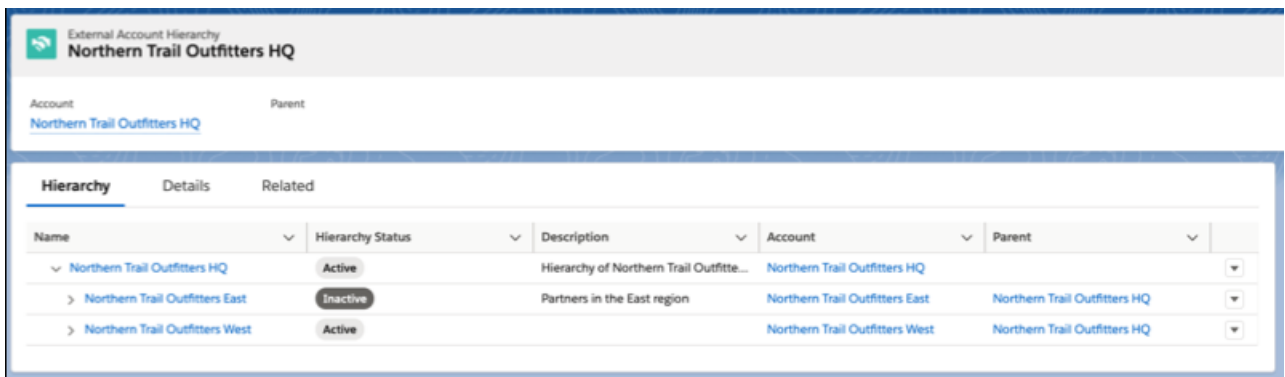 External Account Hierarchy
Northern Trail Outfitters HQ
Account Parent
Northern Trail Outfitters HQ
Hierarchy Details Related
Name Hierarchy Status Description Account Parent
Northern Trail Outfitters HQ Active Hierarchy of Northern Trail Outfitte... Northern Trail Outfitters HQ
Northern Trail Outfitters East Inactive Partners in the East region Northern Trail Outfitters East Northern Trail Outfitters HQ
Northern Trail Outfitters West Active Northern Trail Outfitters West Northern Trail Outfitters HQ